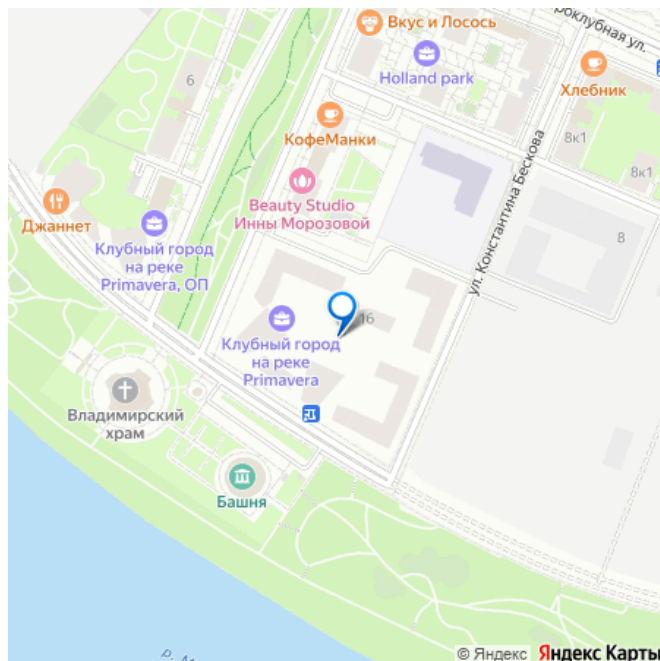 Вкус и Лосось
роклубная ул.
Holland park
Хлебник
6
КофеМанки
8к1
8к1
Beauty Studio
Инны Морозовой
Джаннет
Клубный город
на реке
Primavera, ОП
ул. Константина Бескова
8
16
Клубный город
на реке
Primavera
Владимирский
храм
Башня
© Яндекс
Яндекс Карты